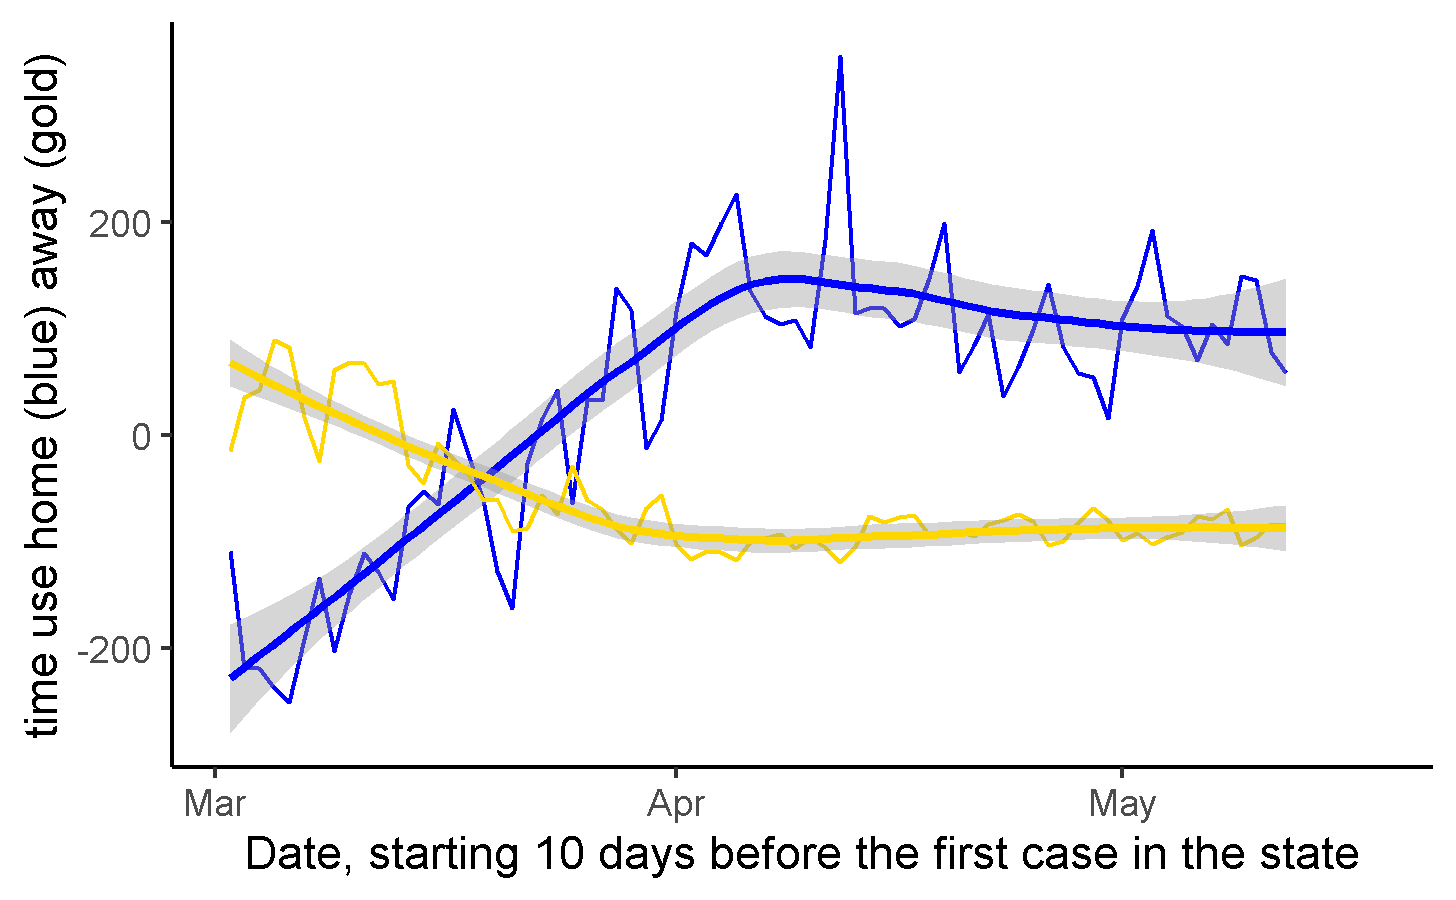 time use home (blue) away (gold)
200
0
-200
Mar
Apr
May
Date, starting 10 days before the first case in the state